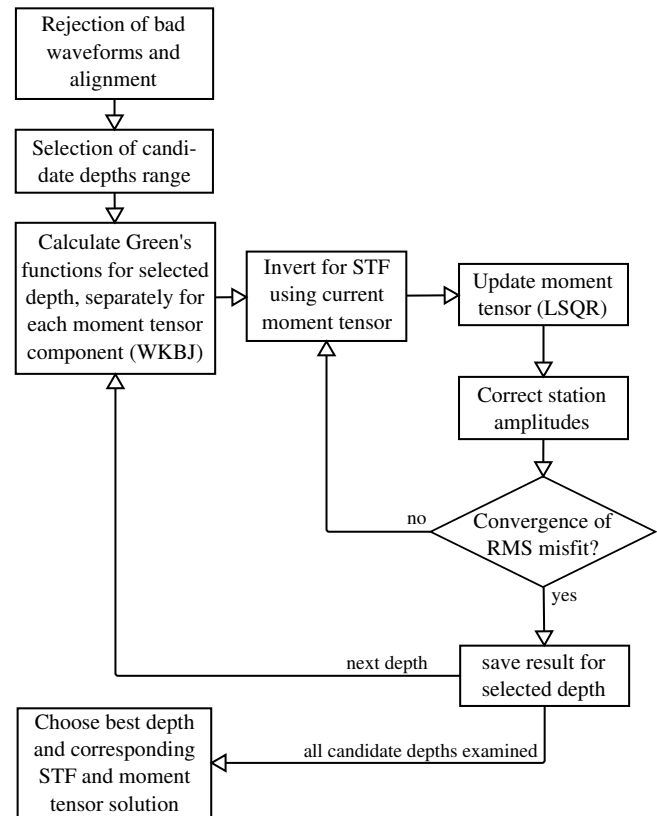 Rejection of bad
waveforms and
alignment
Selection of candi-
date depths range
Calculate Green's
functions for selected
depth, separately for
each moment tensor
component (WKBJ)
Invert for STF
using current
moment tensor
Update moment
tensor (LSQR)
Correct station
amplitudes
Convergence of
RMS misfit?
no
yes
save result for
selected depth
next depth
all candidate depths examined
Choose best depth
and corresponding
STF and moment
tensor solution